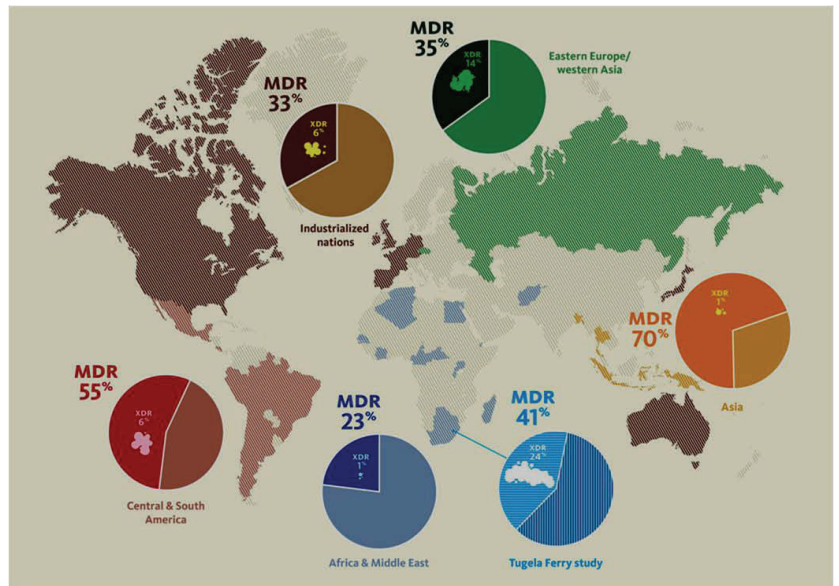 MDR
35%
XDR
14%
Eastern Europe/
western Asia
MDR
33%
XDR
6%
Industrialized
nations
MDR
70%
XDR
1%
Asia
MDR
55%
XDR
6%
Central & South
America
MDR
23%
XDR
1%
Africa & Middle East
MDR
41%
XDR
24%
Tugela Ferry study